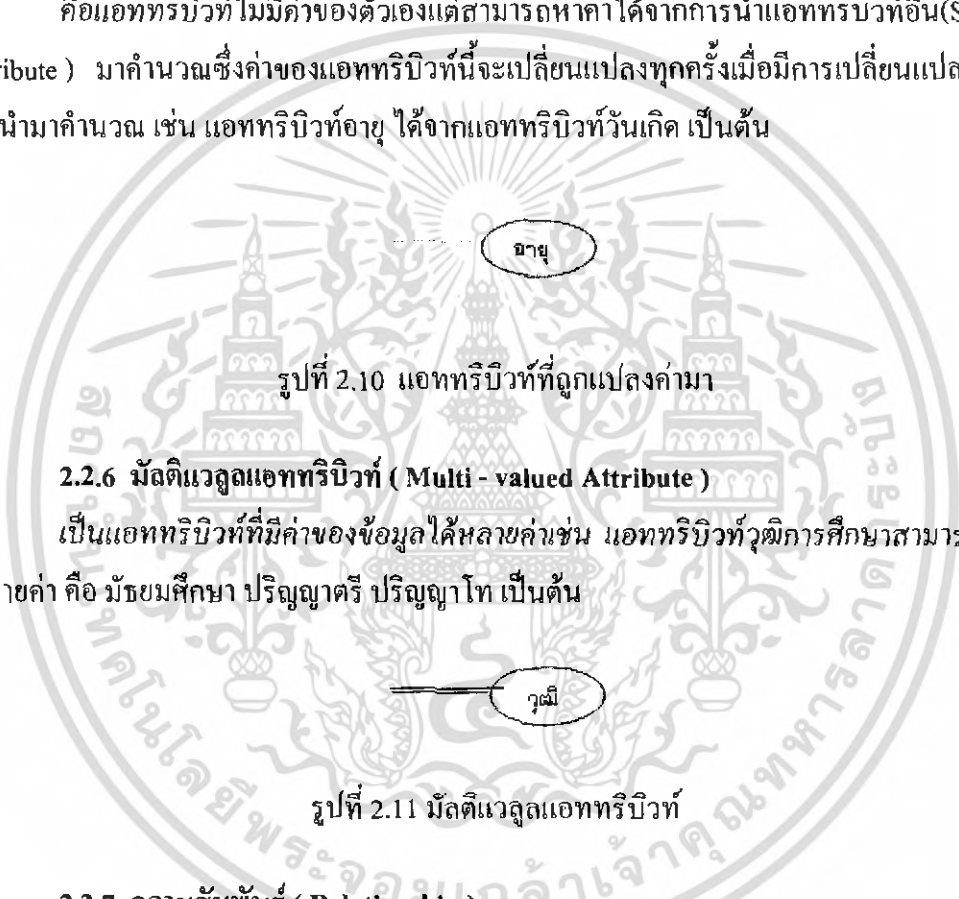 คือแอททริบิวท์ไม่มีค่าของตัวเองแต่สามารถหาค่าได้จากการนำแอททริบิวท์อื่น(S
ribute ) มาคำนวณซึ่งค่าของแอททริบิวท์นี้จะเปลี่ยนแปลงทุกครั้งเมื่อมีการเปลี่ยนแปล
นำมาคำนวณ เช่น แอททริบิวท์อายุ ได้จากแอททริบิวท์วันเกิด เป็นต้น
อายุ
รูปที่ 2.10 แอททริบิวท์ที่ถูกแปลงค่ามา
2.2.6 มัลติแวลูลแอททริบิวท์ ( Multi - valued Attribute )
เป็นแอททริบิวท์ที่มีค่าของข้อมูลได้หลายค่าเช่น แอททริบิวท์วุฒิการศึกษาสามาร
ายค่า คือ มัธยมศึกษา ปริญญาตรี ปริญญาโท เป็นต้น
วุฒิ
รูปที่ 2.11 มัลติแวลูลแอททริบิวท์
2.2.7 ความสัมพันธ์ ( Relationship )